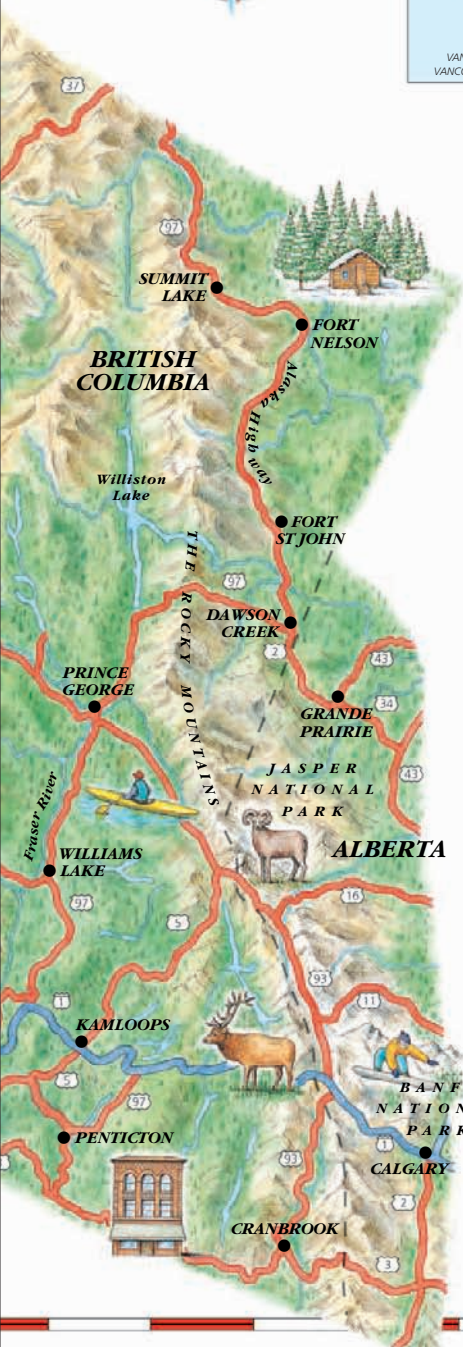 VAN
VANCO
37
97
SUMMIT
LAKE
FORT
NELSON
BRITISH
COLUMBIA
Alaska Highway
Williston
Lake
FORT
ST JOHN
THE ROCKY MOUNTAINS
97
DAWSON
CREEK
2
43
PRINCE
GEORGE
34
GRANDE
PRAIRIE
JASPER
NATIONAL
PARK
43
Fraser River
ALBERTA
WILLIAMS
LAKE
16
97
5
93
11
1
KAMLOOPS
5
97
BANF
NATION
PARK
1
PENTICTON
93
CALGARY
2
CRANBROOK
3